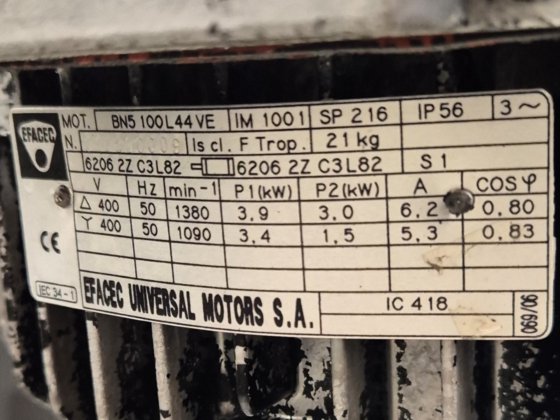 EFACEC
MOT. BN5 100L44VE IM 1001 SP 216 IP56 3~
N. Is cl. F Trop. 21 kg
6206 2Z C3L82 6206 2Z C3L82 S1
V Hz min-1 P1(kW) P2(kW) A COS φ
Δ 400 50 1380 3,9 3,0 6,2 0,80
Y 400 50 1090 3,4 1,5 5,3 0,83
CE
IEC 34-1
EFACEC UNIVERSAL MOTORS S.A. IC 418
069/06